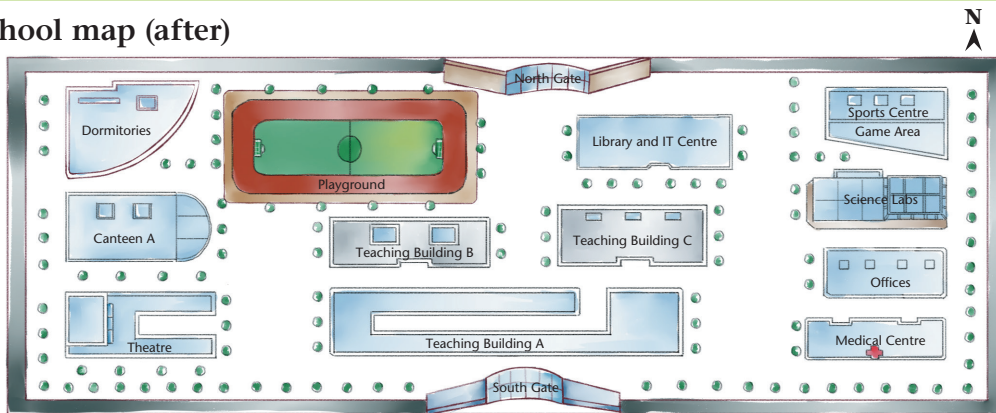 hool map (after)
N
North Gate
Dormitories
Sports Centre
Game Area
Library and IT Centre
Playground
Science Labs
Canteen A
Teaching Building B
Teaching Building C
Offices
Theatre
Teaching Building A
Medical Centre
South Gate